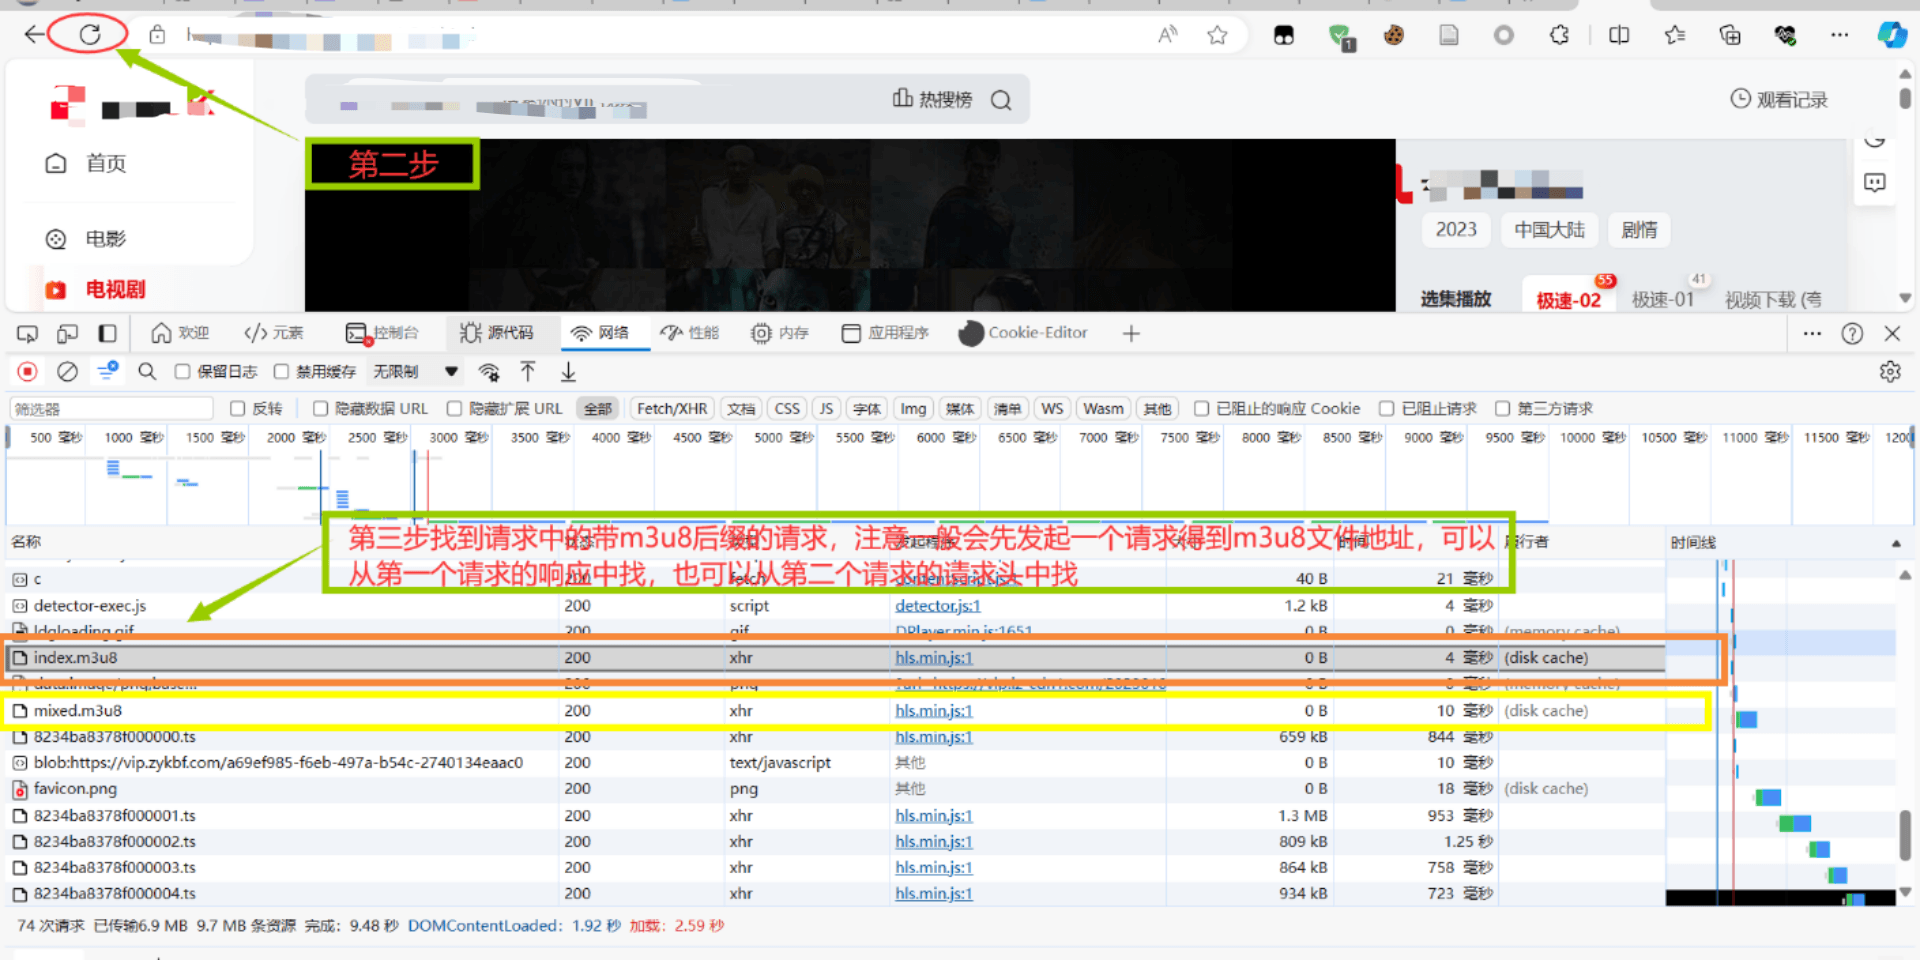 1
热搜榜
观看记录
第二步
首页
2023 中国大陆 剧情
电影
电视剧
选集播放 极速-02 55 极速-01 41 视频下载 (夸
欢迎 元素 控制台 源代码 网络 性能 内存 应用程序 Cookie-Editor
保留日志 禁用缓存 无限制
筛选器 反转 隐藏数据 URL 隐藏扩展 URL 全部 Fetch/XHR 文档 CSS JS 字体 Img 媒体 清单 WS Wasm 其他 已阻止的响应 Cookie 已阻止请求 第三方请求
500 毫秒 1000 毫秒 1500 毫秒 2000 毫秒 2500 毫秒 3000 毫秒 3500 毫秒 4000 毫秒 4500 毫秒 5000 毫秒 5500 毫秒 6000 毫秒 6500 毫秒 7000 毫秒 7500 毫秒 8000 毫秒 8500 毫秒 9000 毫秒 9500 毫秒 10000 毫秒 10500 毫秒 11000 毫秒 11500 毫秒 1200
第三步找到请求中的带m3u8后缀的请求，注意一般会先发起一个请求得到m3u8文件地址，可以
从第一个请求的响应中找，也可以从第二个请求的请求头中找
名称 履行者 时间线
c fetch 40 B 21 毫秒
detector-exec.js 200 script detector.js:1 1.2 kB 4 毫秒
ldgloading.gif 200 gif DPlayer.min.js:1651 0 B 0 毫秒 (memory cache)
index.m3u8 200 xhr hls.min.js:1 0 B 4 毫秒 (disk cache)
200 png 0 B 0 毫秒 (memory cache)
mixed.m3u8 200 xhr hls.min.js:1 0 B 10 毫秒 (disk cache)
8234ba8378f000000.ts 200 xhr hls.min.js:1 659 kB 844 毫秒
blob:https://vip.zykbf.com/a69ef985-f6eb-497a-b54c-2740134eaac0 200 text/javascript 其他 0 B 10 毫秒
favicon.png 200 png 其他 0 B 18 毫秒 (disk cache)
8234ba8378f000001.ts 200 xhr hls.min.js:1 1.3 MB 953 毫秒
8234ba8378f000002.ts 200 xhr hls.min.js:1 809 kB 1.25 秒
8234ba8378f000003.ts 200 xhr hls.min.js:1 864 kB 758 毫秒
8234ba8378f000004.ts 200 xhr hls.min.js:1 934 kB 723 毫秒
74 次请求 已传输6.9 MB 9.7 MB 条资源 完成：9.48 秒 DOMContentLoaded：1.92 秒 加载：2.59 秒